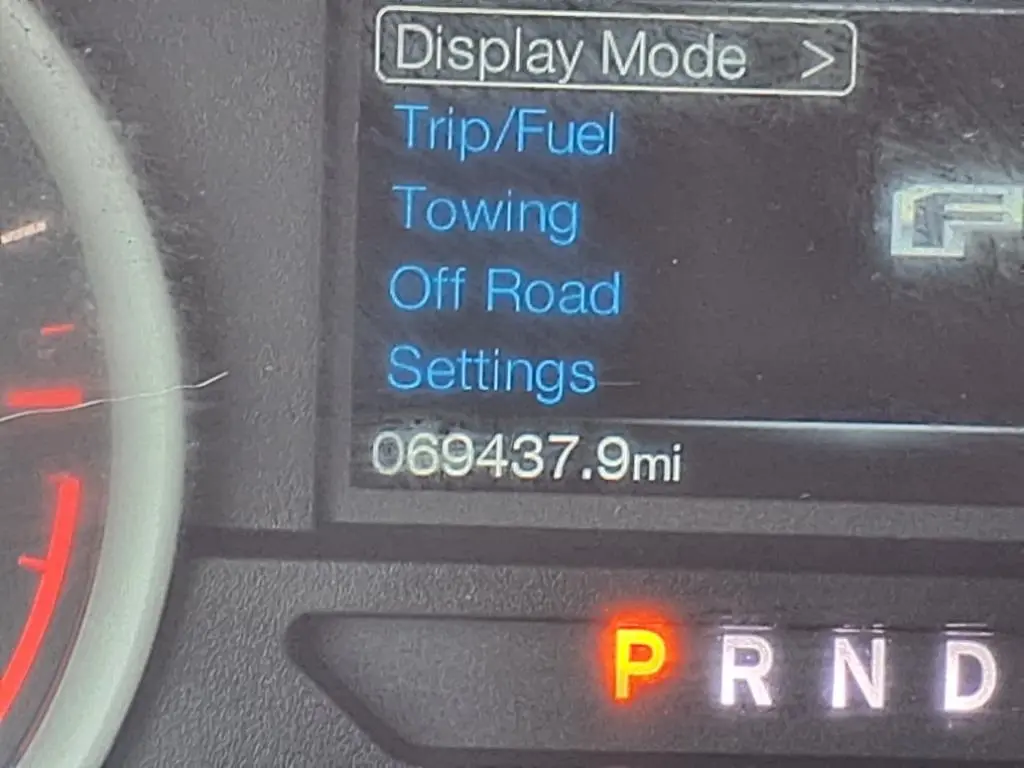 Display Mode >
Trip/Fuel
Towing
Off Road
Settings
069437.9mi
P R N D